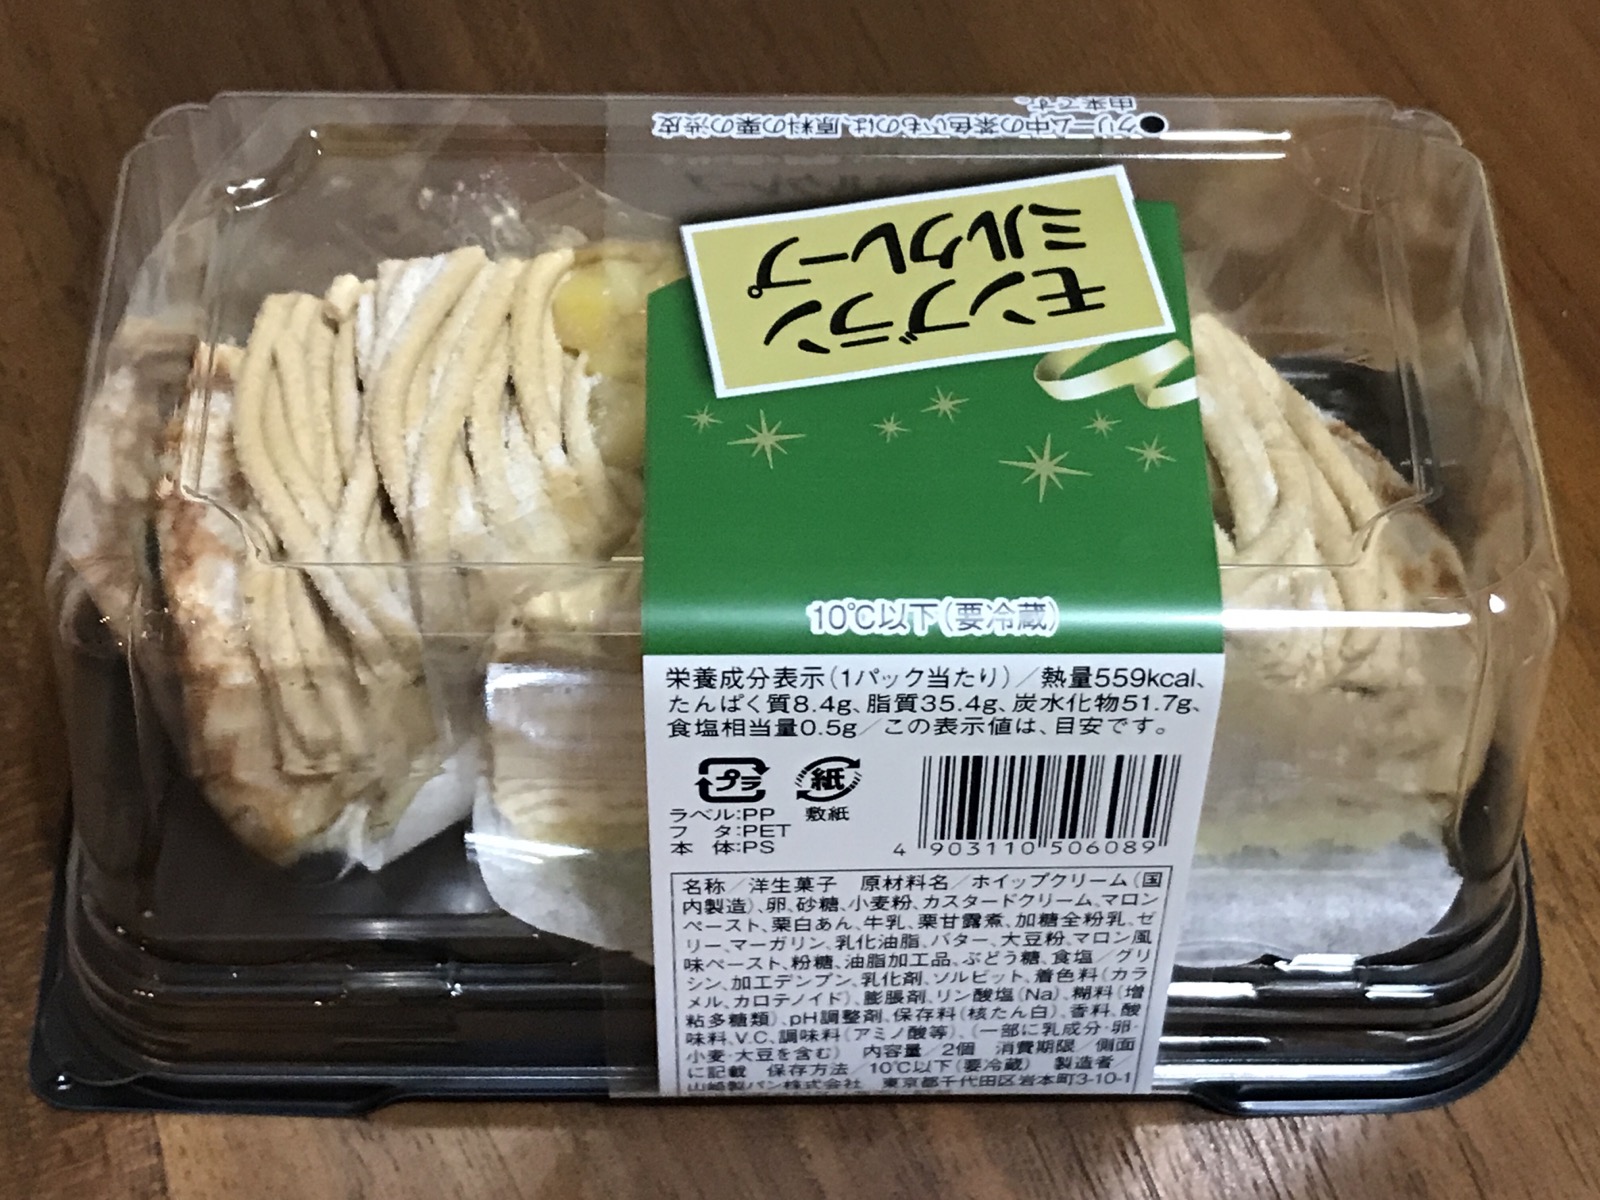 ●クリーム中の茶色いものは、原料の栗の渋皮
由来です。
モンブラン
ミルクレープ
10℃以下(要冷蔵)
栄養成分表示(1パック当たり)／熱量559kcal、
たんぱく質8.4g、脂質35.4g、炭水化物51.7g、
食塩相当量0.5g／この表示値は、目安です。
プラ 紙
ラベル:PP 敷紙
フタ:PET
本体:PS
4 903110 506089
名称／洋生菓子 原材料名／ホイップクリーム(国
内製造)、卵、砂糖、小麦粉、カスタードクリーム、マロン
ペースト、栗白あん、牛乳、栗甘露煮、加糖全粉乳、ゼ
リー、マーガリン、乳化油脂、バター、大豆粉、マロン風
味ペースト、粉糖、油脂加工品、ぶどう糖、食塩／グリ
シン、加工デンプン、乳化剤、ソルビット、着色料(カラ
メル、カロテノイド)、膨脹剤、リン酸塩(Na)、糊料(増
粘多糖類)、pH調整剤、保存料(核たん白)、香料、酸
味料、V.C、調味料(アミノ酸等)、(一部に乳成分・卵・
小麦・大豆を含む) 内容量／2個 消費期限／側面
に記載 保存方法／10℃以下(要冷蔵) 製造者／
山崎製パン株式会社 東京都千代田区岩本町3-10-1